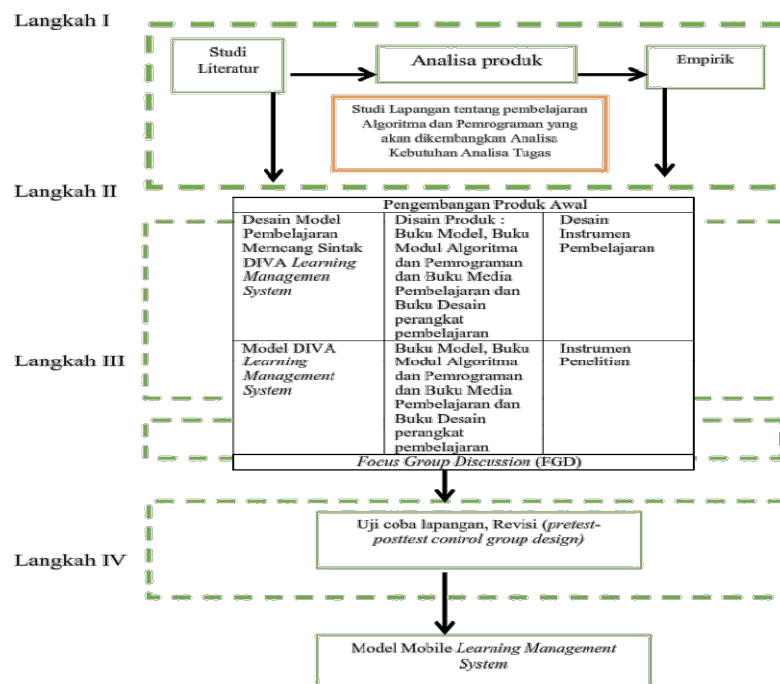 Langkah I
Studi
Literatur
Analisa produk
Empirik
Studi Lapangan tentang pembelajaran
Algoritma dan Pemrograman yang
akan dikembangkan Analisa
Kebutuhan Analisa Tugas
Langkah II
Pengembangan Produk Awal
Desain Model
Pembelajaran
Merncang Sintak
DIVA Learning
Managemen
System
Disain Produk :
Buku Model, Buku
Modul Algoritma
dan Pemrograman
dan Buku Media
Pembelajaran dan
Buku Desain
perangkat
pembelajaran
Desain
Instrumen
Pembelajaran
Langkah III
Model DIVA
Learning
Management
System
Buku Model, Buku
Modul Algoritma
dan Pemrograman
dan Buku Media
Pembelajaran dan
Buku Desain
perangkat
pembelajaran
Instrumen
Penelitian
Focus Group Discussion (FGD)
Langkah IV
Uji coba lapangan, Revisi (pretest-
posttest control group design)
Model Mobile Learning Management
System